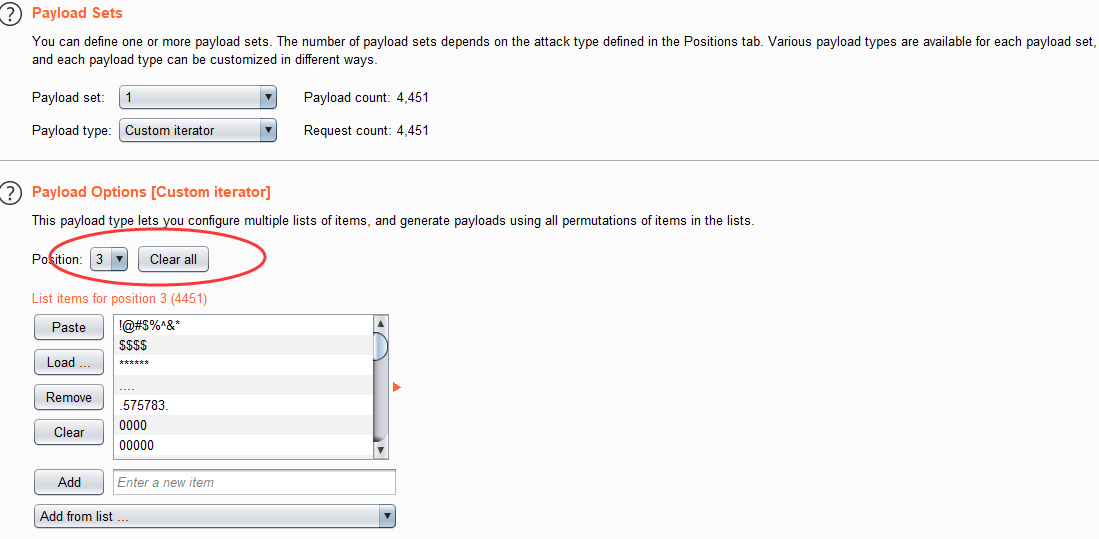 ? Payload Sets
You can define one or more payload sets. The number of payload sets depends on the attack type defined in the Positions tab. Various payload types are available for each payload set,
and each payload type can be customized in different ways.
Payload set: 1 Payload count: 4,451
Payload type: Custom iterator Request count: 4,451
? Payload Options [Custom iterator]
This payload type lets you configure multiple lists of items, and generate payloads using all permutations of items in the lists.
Position: 3 Clear all
List items for position 3 (4451)
Paste !@#$%^&*
$$$$
Load ... ******
....
Remove .575783.
0000
Clear 00000
Add Enter a new item
Add from list ...